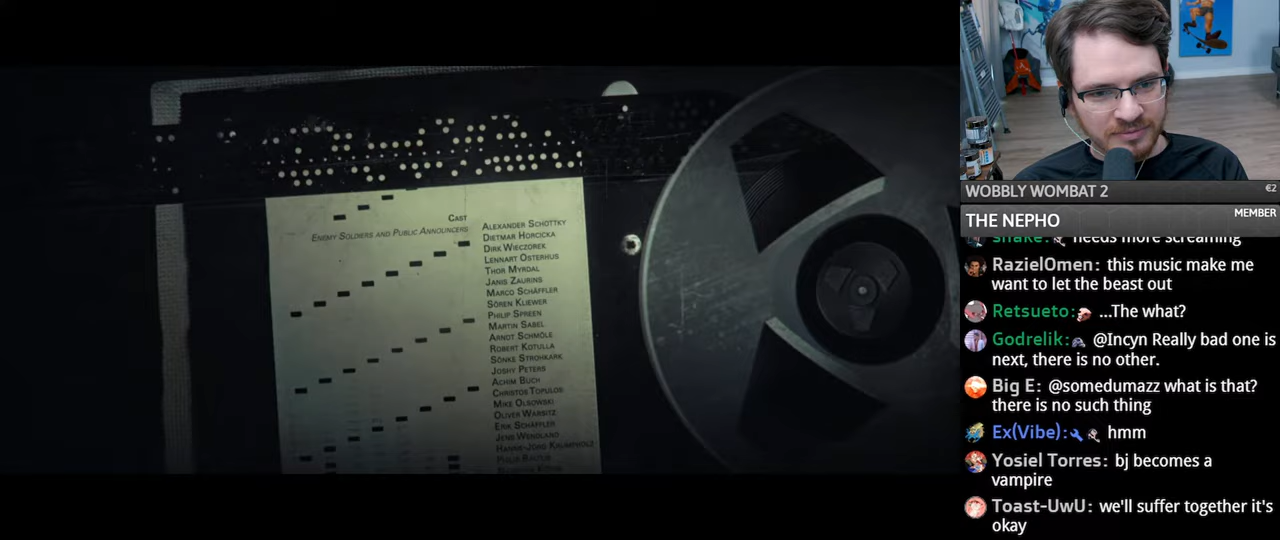 Cast
Enemy Soldiers and Public Announcers
Alexander Schottky
Dietmar Horcicka
Dirk Wieczorek
Lennart Osterhus
Thor Myrdal
Janis Zaurins
Marco Schäffler
Sören Kliewer
Philip Spreen
Martin Sabel
Arndt Schmöle
Robert Kotulla
Sönke Strohkark
Joshy Peters
Achim Buch
Christos Topulos
Mike Olsowski
Oliver Warsitz
Erik Schäffler
Jens Wendland
WOBBLY WOMBAT 2 €2
THE NEPHO MEMBER
snake: needs more screaming
RazielOmen: this music make me
want to let the beast out
Retsueto: ...The what?
Godrelik: @Incyn Really bad one is
next, there is no other.
Big E: @somedumazz what is that?
there is no such thing
Ex(Vibe): hmm
Yosiel Torres: bj becomes a
vampire
Toast-UwU: we'll suffer together it's
okay